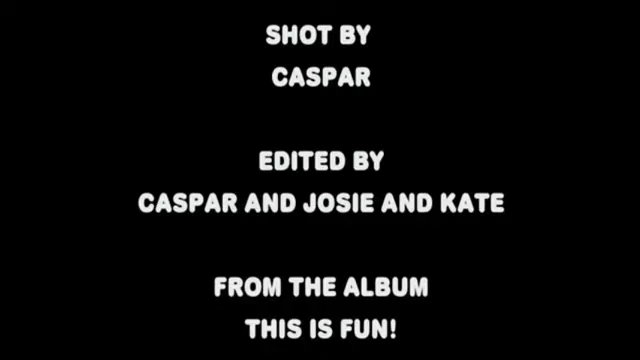 SHOT BY
CASPAR
EDITED BY
CASPAR AND JOSIE AND KATE
FROM THE ALBUM
THIS IS FUN!